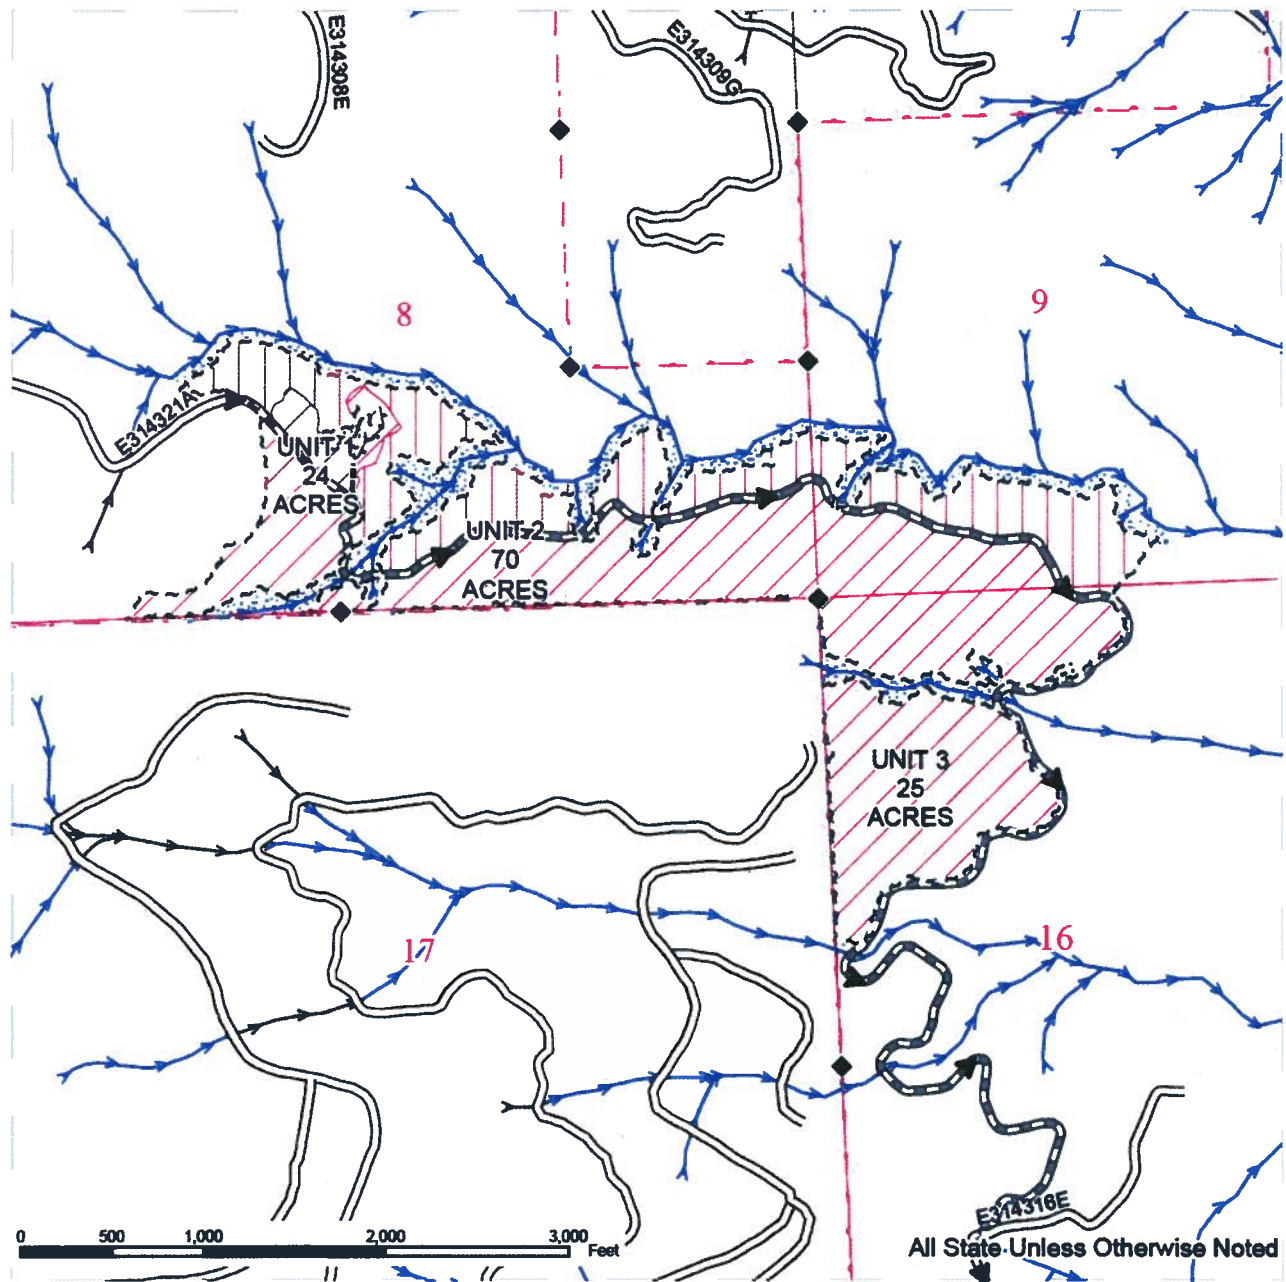 E314308E
E314309G
8
9
E314321A
UNIT 1
24
ACRES
UNIT 2
70
ACRES
UNIT 3
25
ACRES
17
16
E314316E
0 500 1,000 2,000 3,000
Feet
All State Unless Otherwise Noted